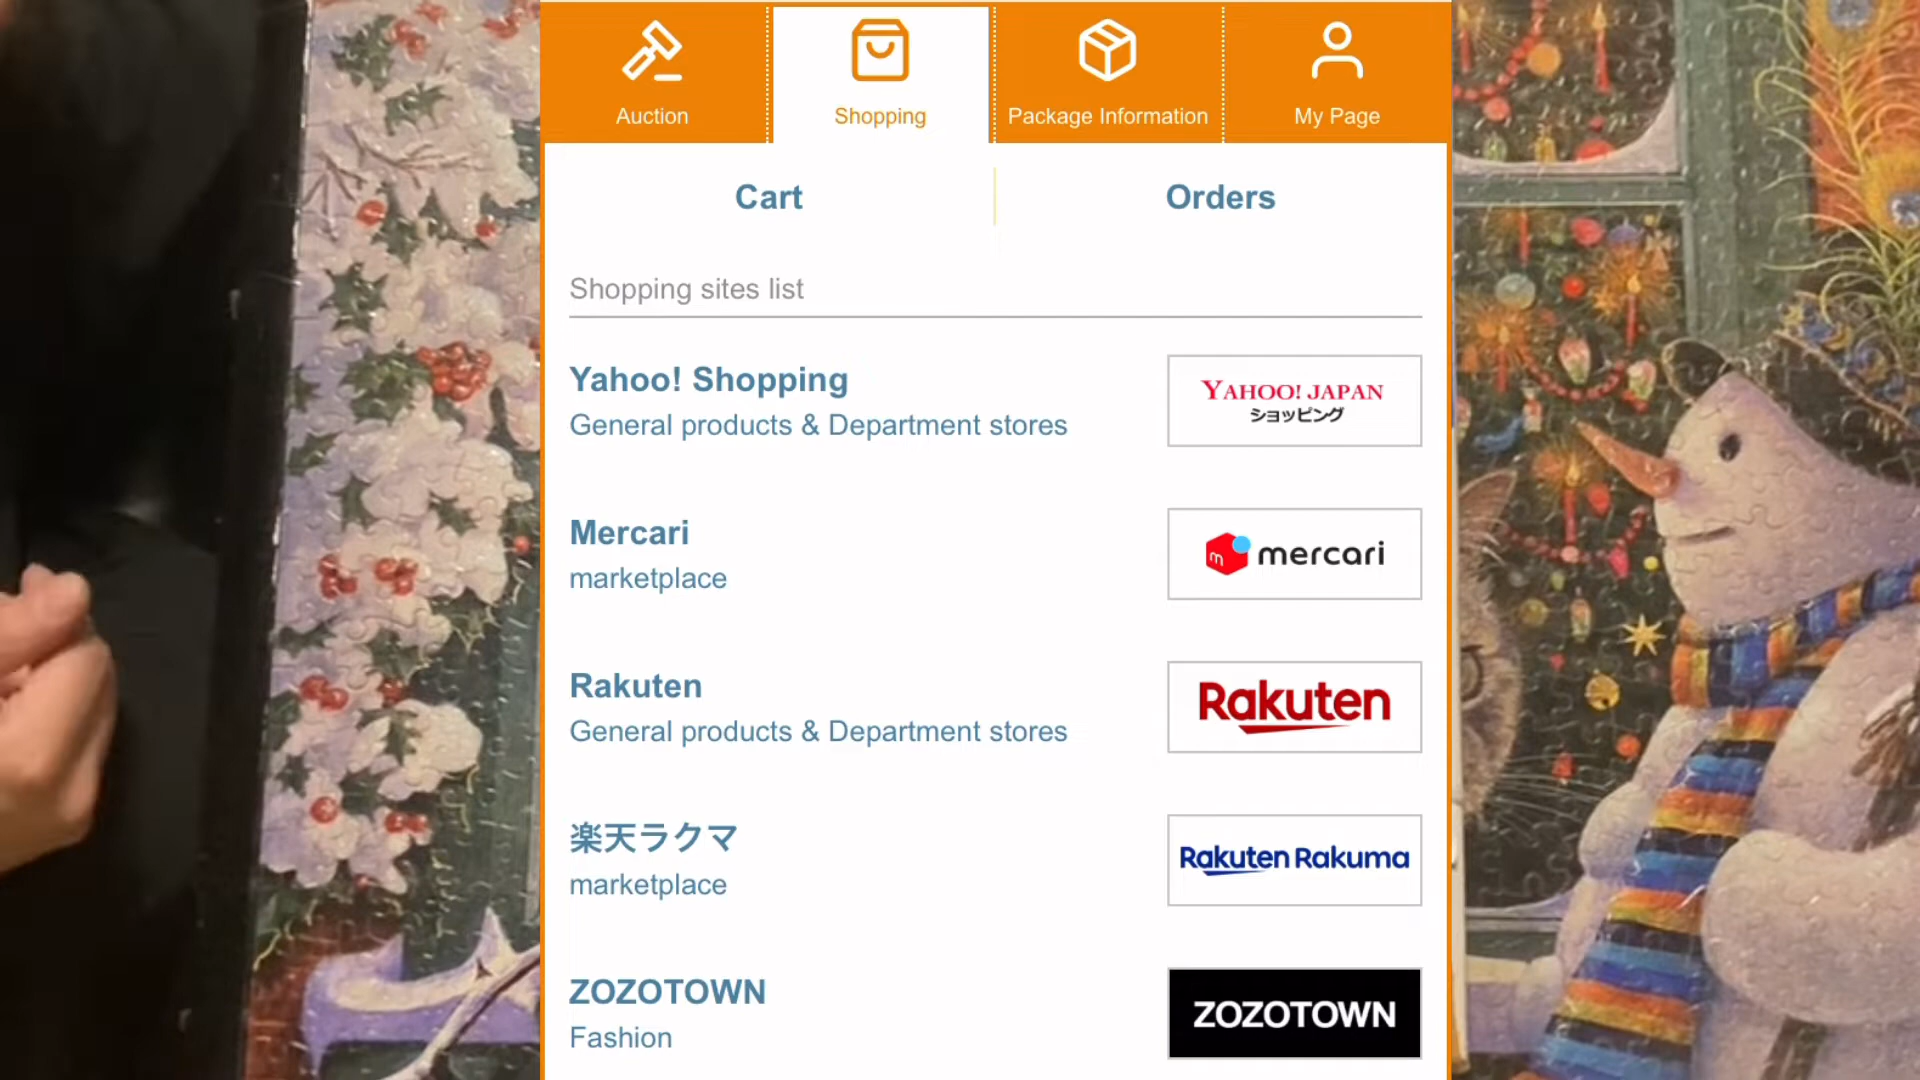 Auction
Shopping
Package Information
My Page
Cart
Orders
Shopping sites list
Yahoo! Shopping
General products & Department stores
YAHOO! JAPAN
ショッピング
Mercari
marketplace
m mercari
Rakuten
General products & Department stores
Rakuten
楽天ラクマ
marketplace
Rakuten Rakuma
ZOZOTOWN
Fashion
ZOZOTOWN